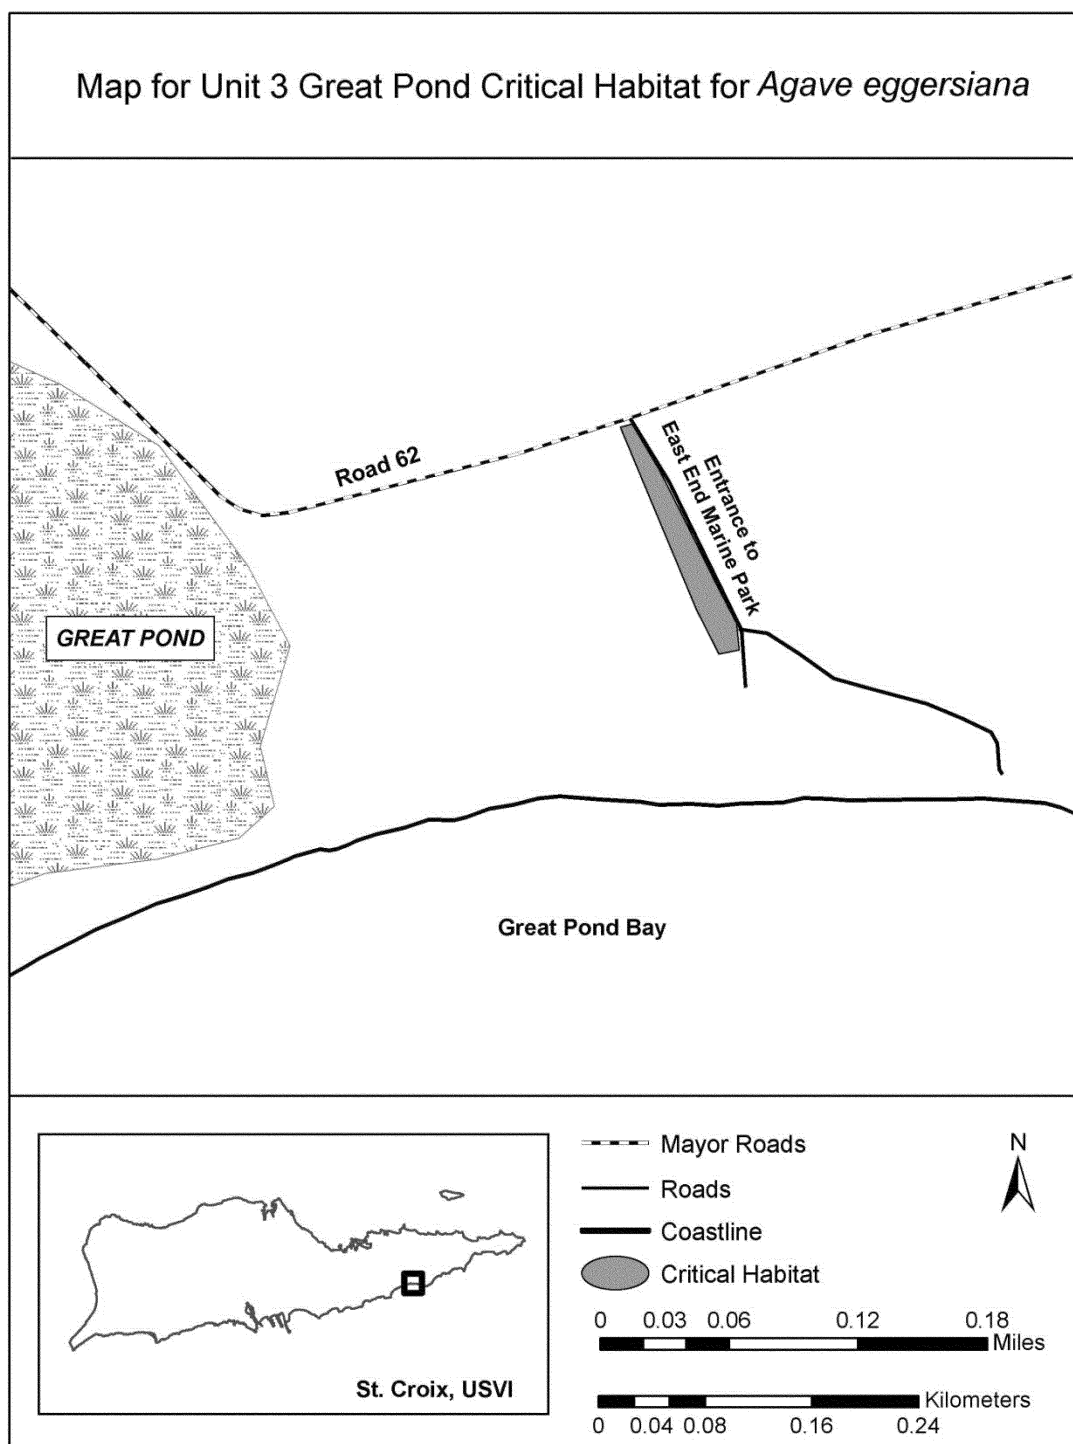 Map for Unit 3 Great Pond Critical Habitat for Agave eggersiana
Road 62
Entrance to
East End Marine Park
GREAT POND
Great Pond Bay
St. Croix, USVI
Mayor Roads
Roads
Coastline
Critical Habitat
N
0 0.03 0.06 0.12 0.18
Miles
Kilometers
0 0.04 0.08 0.16 0.24